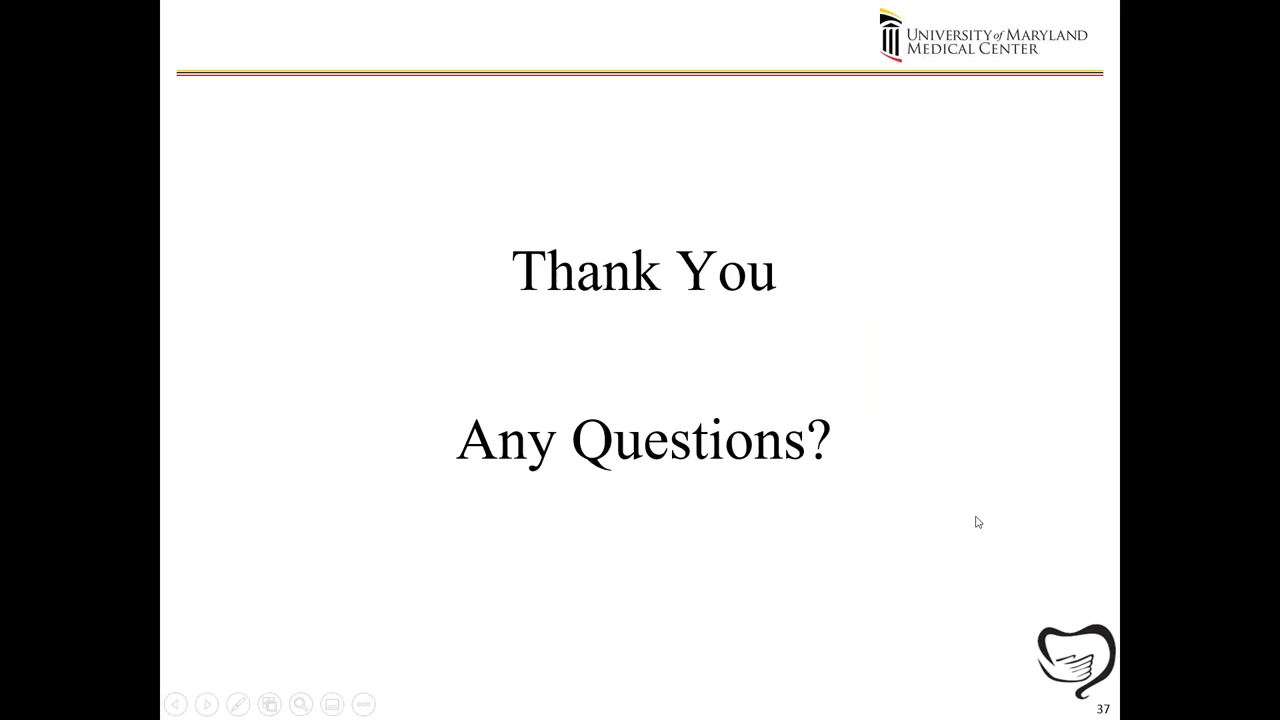 UNIVERSITY of MARYLAND
MEDICAL CENTER
Thank You
Any Questions?
37